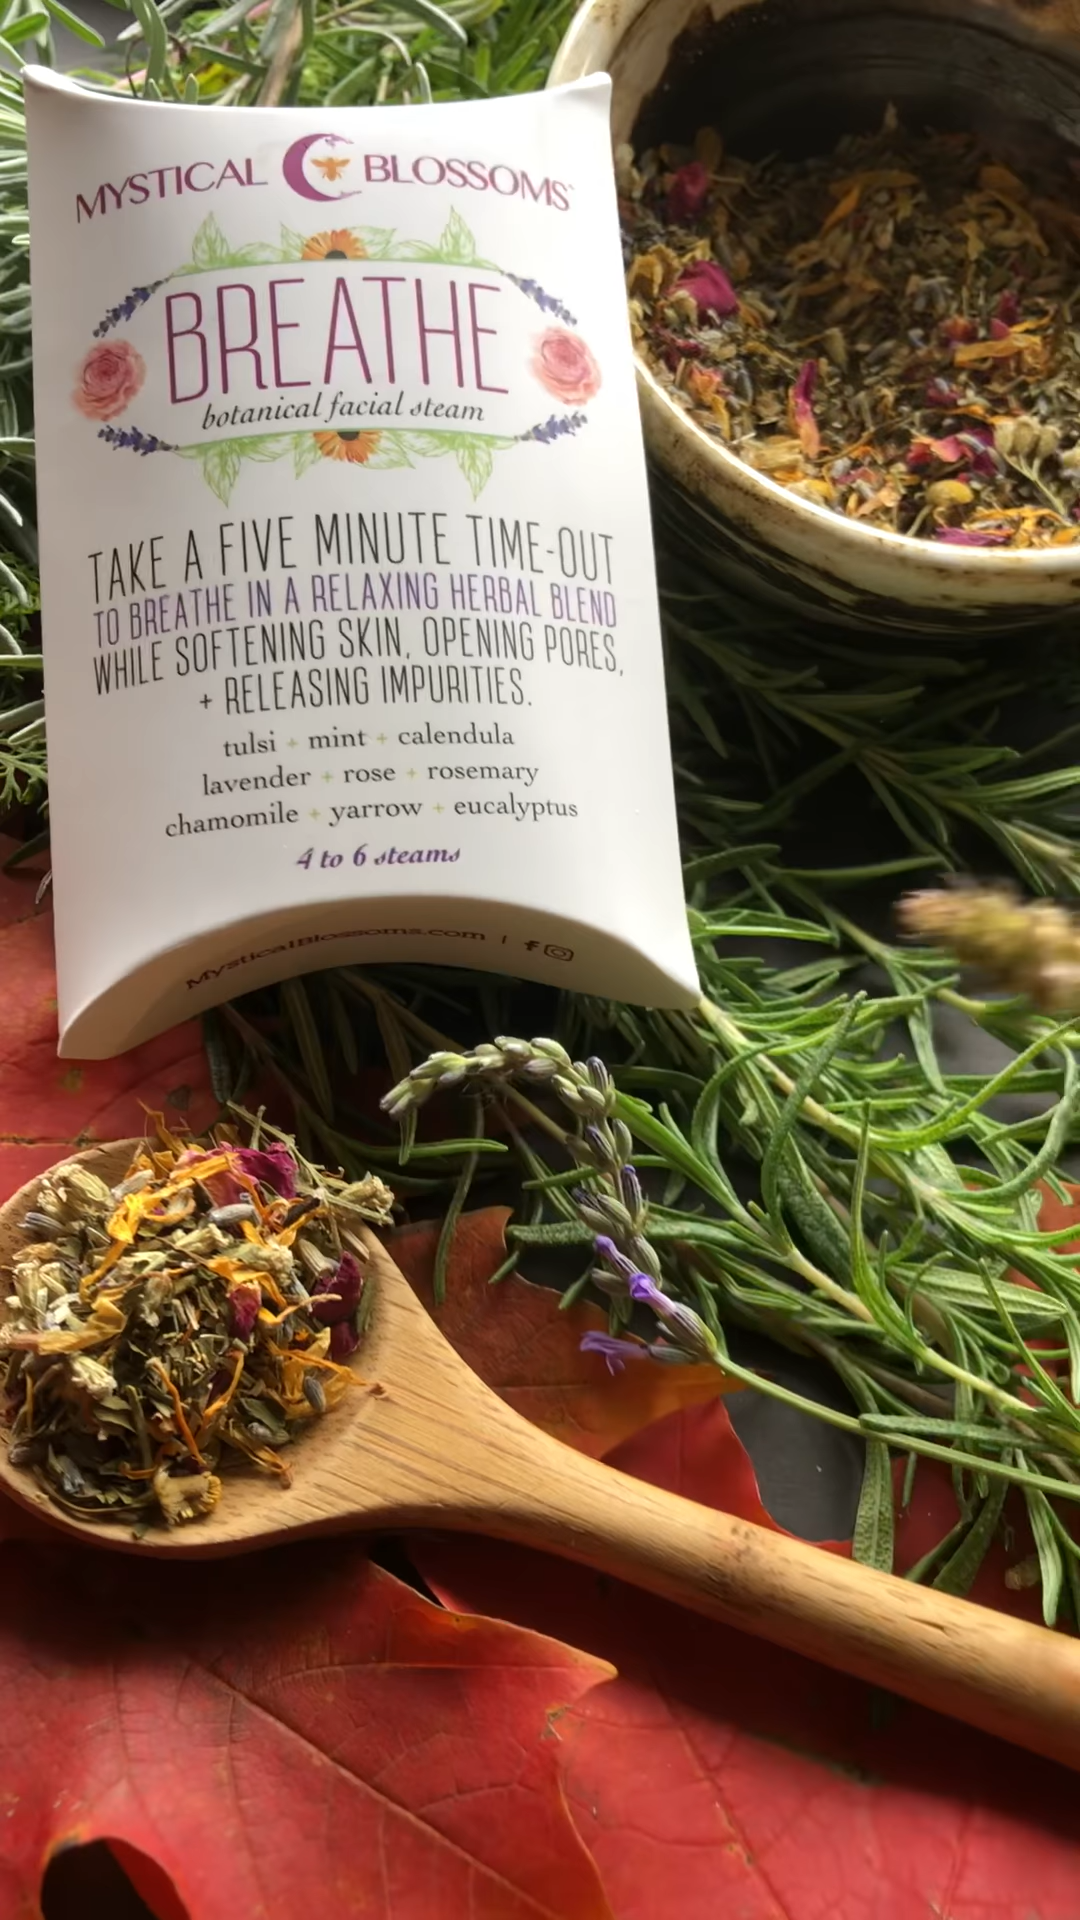 MYSTICAL BLOSSOMS
BREATHE
botanical facial steam
TAKE A FIVE MINUTE TIME-OUT
TO BREATHE IN A RELAXING HERBAL BLEND
WHILE SOFTENING SKIN, OPENING PORES,
+ RELEASING IMPURITIES.
tulsi + mint + calendula
lavender + rose + rosemary
chamomile + yarrow + eucalyptus
4 to 6 steams
MysticalBlossoms.com |